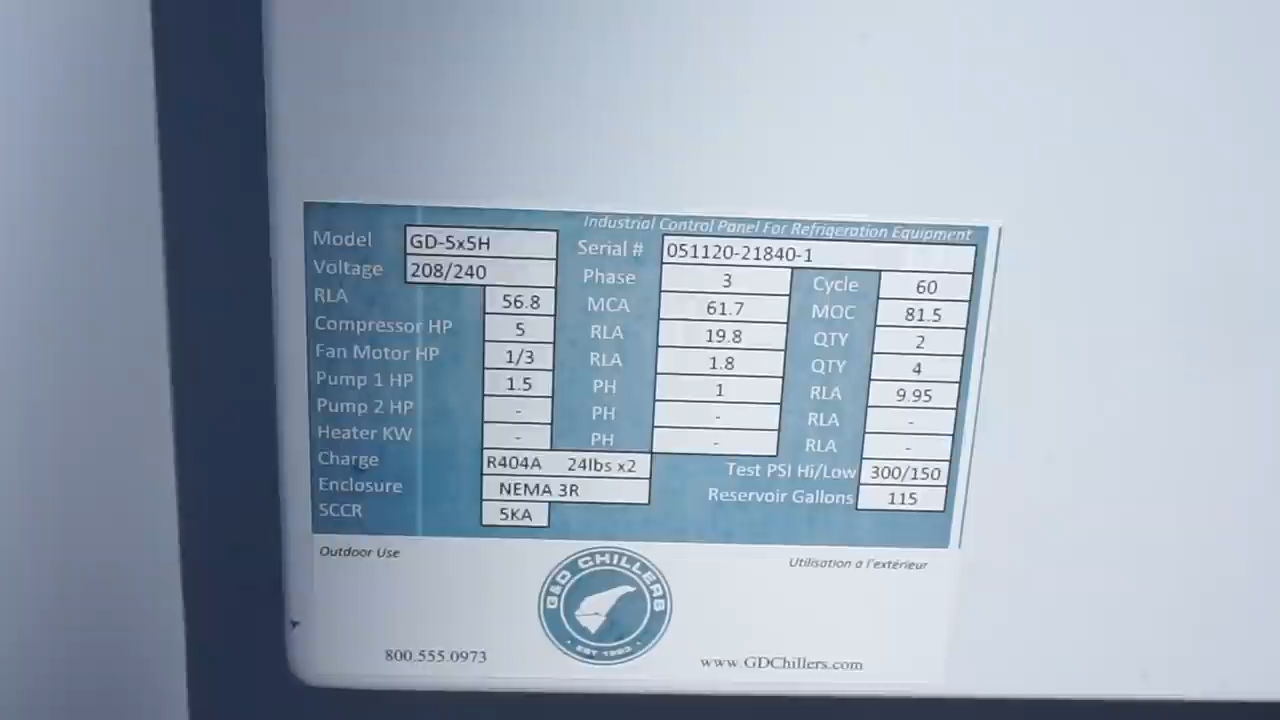 Industrial Control Panel For Refrigeration Equipment
Model GD-5x5H Serial # 051120-21840-1
Voltage 208/240 Phase 3 Cycle 60
RLA 56.8 MCA 61.7 MOC 81.5
Compressor HP 5 RLA 19.8 QTY 2
Fan Motor HP 1/3 RLA 1.8 QTY 4
Pump 1 HP 1.5 PH 1 RLA 9.95
Pump 2 HP - PH - RLA -
Heater KW - PH - RLA -
Charge R404A 24lbs x2 Test PSI Hi/Low 300/150
Enclosure NEMA 3R Reservoir Gallons 115
SCCR 5KA
Outdoor Use Utilisation a l'extérieur
G&D CHILLERS
EST 1993
800.555.0973 www.GDChillers.com